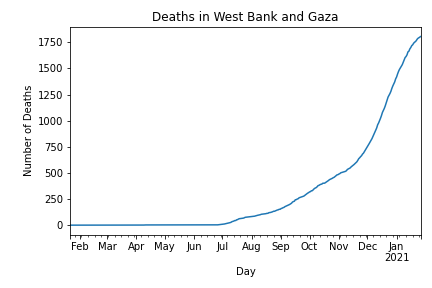 Deaths in West Bank and Gaza
Number of Deaths
1750
1500
1250
1000
750
500
250
0
Feb Mar Apr May Jun Jul Aug Sep Oct Nov Dec Jan
2021
Day